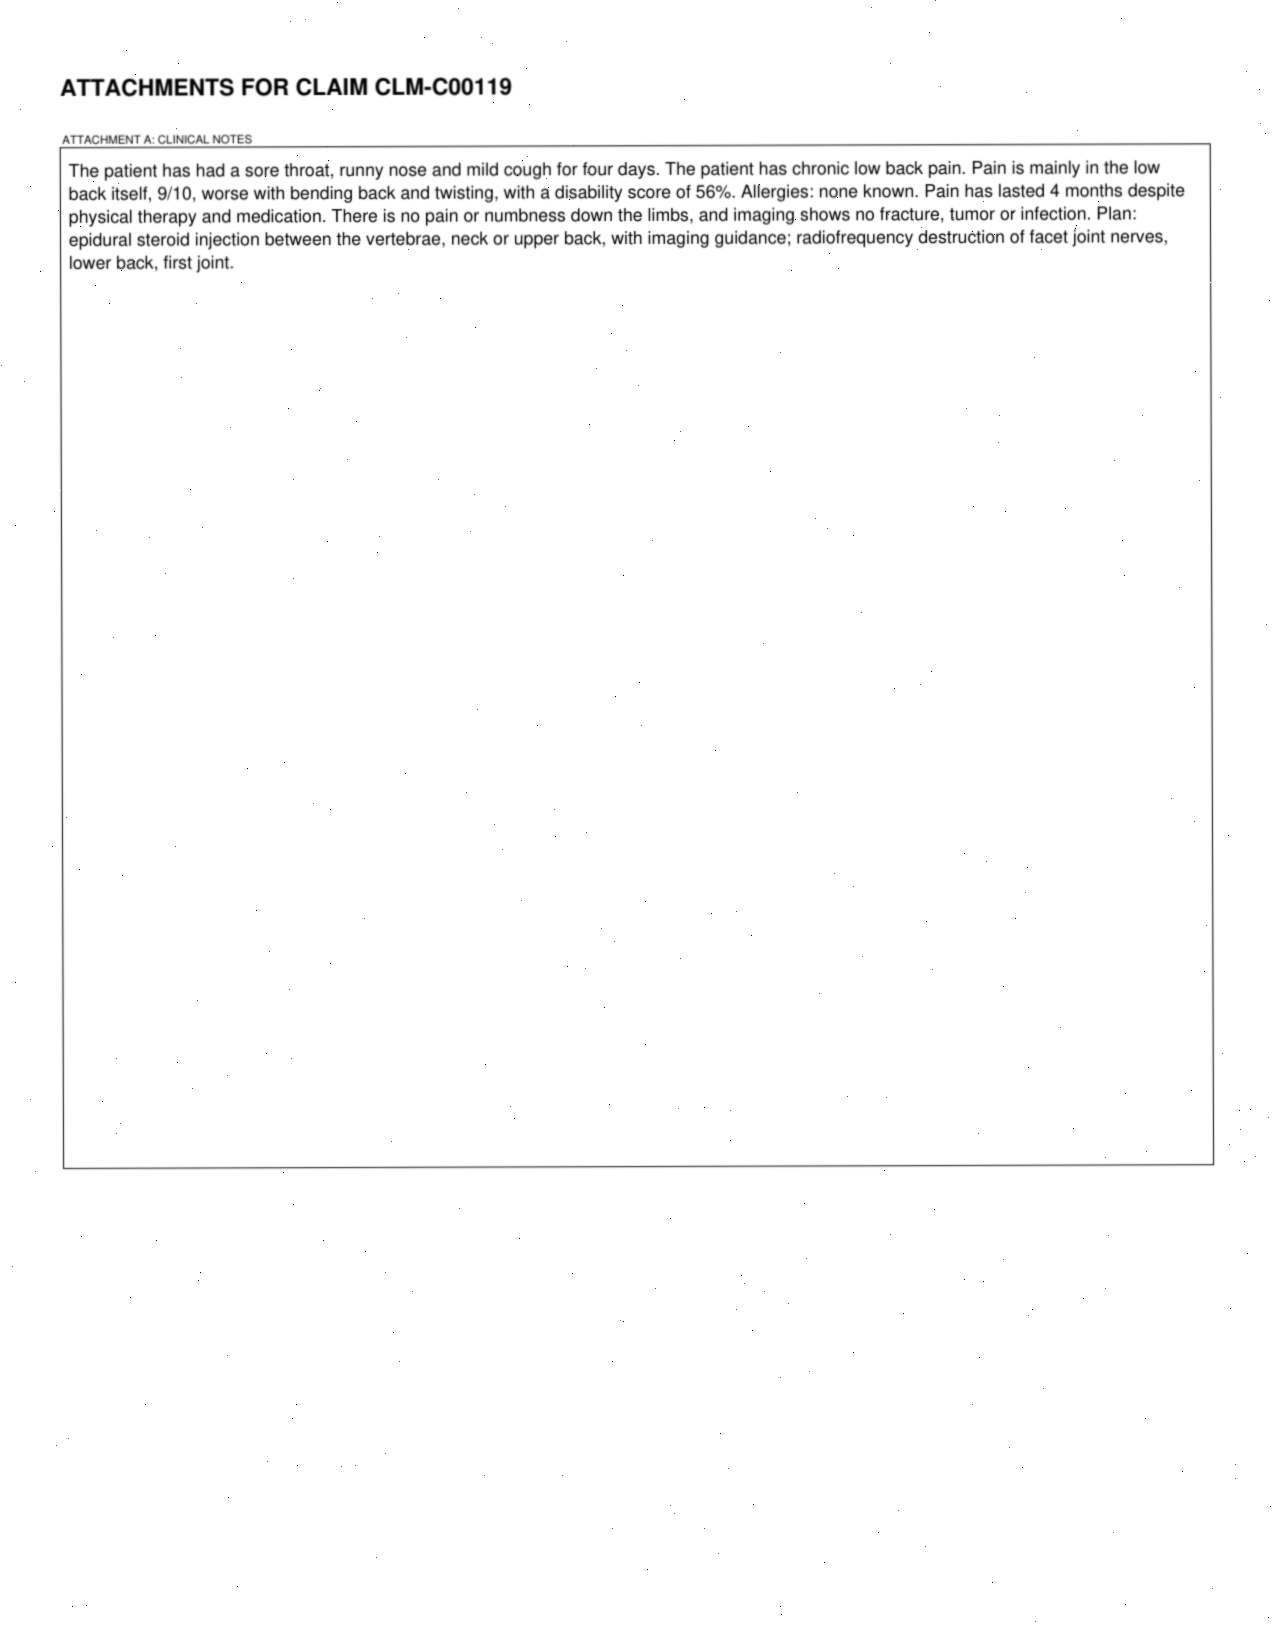 ATTACHMENTS FOR CLAIM CLM-C00119
ATTACHMENT A: CLINICAL NOTES
The patient has had a sore throat, runny nose and mild cough for four days. The patient has chronic low back pain. Pain is mainly in the low
back itself, 9/10, worse with bending back and twisting, with a disability score of 56%. Allergies: none known. Pain has lasted 4 months despite
physical therapy and medication. There is no pain or numbness down the limbs, and imaging shows no fracture, tumor or infection. Plan:
epidural steroid injection between the vertebrae, neck or upper back, with imaging guidance; radiofrequency destruction of facet joint nerves,
lower back, first joint.